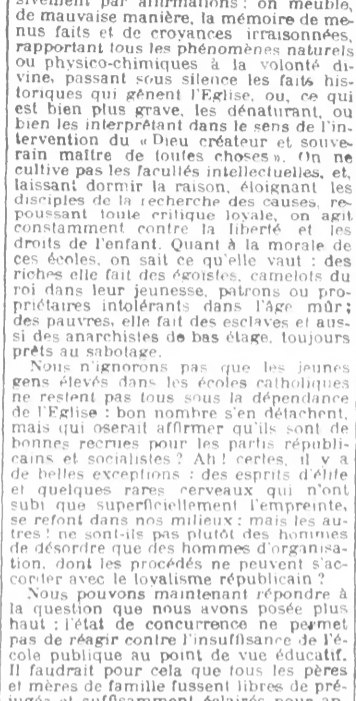 sivement par affirmations : on meuble,
de mauvaise manière, la mémoire de me-
nus faits et de croyances irraisonnées,
rapportant tous les phénomènes naturels
ou physico-chimiques à la volonté di-
vine, passant sous silence les faits his-
toriques qui gênent l'Eglise, ou, ce qui
est bien plus grave, les dénaturant, ou
bien les interprétant dans le sens de l'in-
tervention du « Dieu créateur et souve-
rain maître de toutes choses ». On ne
cultive pas les facultés intellectuelles, et,
laissant dormir la raison, éloignant les
disciples de la recherche des causes, re-
poussant toute critique loyale, on agit
constamment contre la liberté et les
droits de l'enfant. Quant à la morale de
ces écoles, on sait ce qu'elle vaut : des
riches elle fait des égoïstes, camelots du
roi dans leur jeunesse, patrons ou pro-
priétaires intolérants dans l'âge mûr ;
des pauvres, elle fait des esclaves et aus-
si des anarchistes de bas étage, toujours
prêts au sabotage.
Nous n'ignorons pas que les jeunes
gens élevés dans les écoles catholiques
ne restent pas tous sous la dépendance
de l'Eglise : bon nombre s'en détachent,
mais qui oserait affirmer qu'ils sont de
bonnes recrues pour les partis républi-
cains et socialistes ? Ah ! certes, il y a
de belles exceptions : des esprits d'élite
et quelques rares cerveaux qui n'ont
subi que superficiellement l'empreinte,
se refont dans nos milieux ; mais les au-
tres ! ne sont-ils pas plutôt des hommes
de désordre que des hommes d'organisa-
tion, dont les procédés ne peuvent s'ac-
corder avec le loyalisme républicain ?
Nous pouvons maintenant répondre à
la question que nous avons posée plus
haut : l'état de concurrence ne permet
pas de réagir contre l'insuffisance de l'é-
cole publique au point de vue éducatif.
Il faudrait pour cela que tous les pères
et mères de famille fussent libres de pré-
jugés et suffisamment éclairés pour ap-